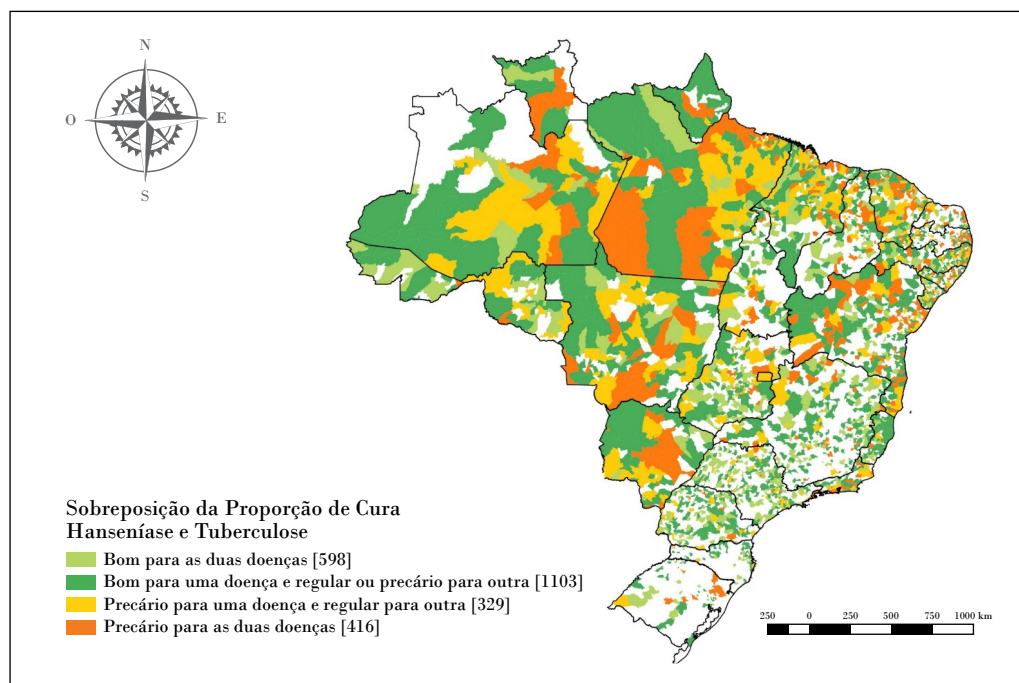 N
O
E
S
Sobreposição da Proporção de Cura
Hanseníase e Tuberculose
Bom para as duas doenças [598]
Bom para uma doença e regular ou precário para outra [1103]
Precário para uma doença e regular para outra [329]
Precário para as duas doenças [416]
250 0 250 500 750 1000 km